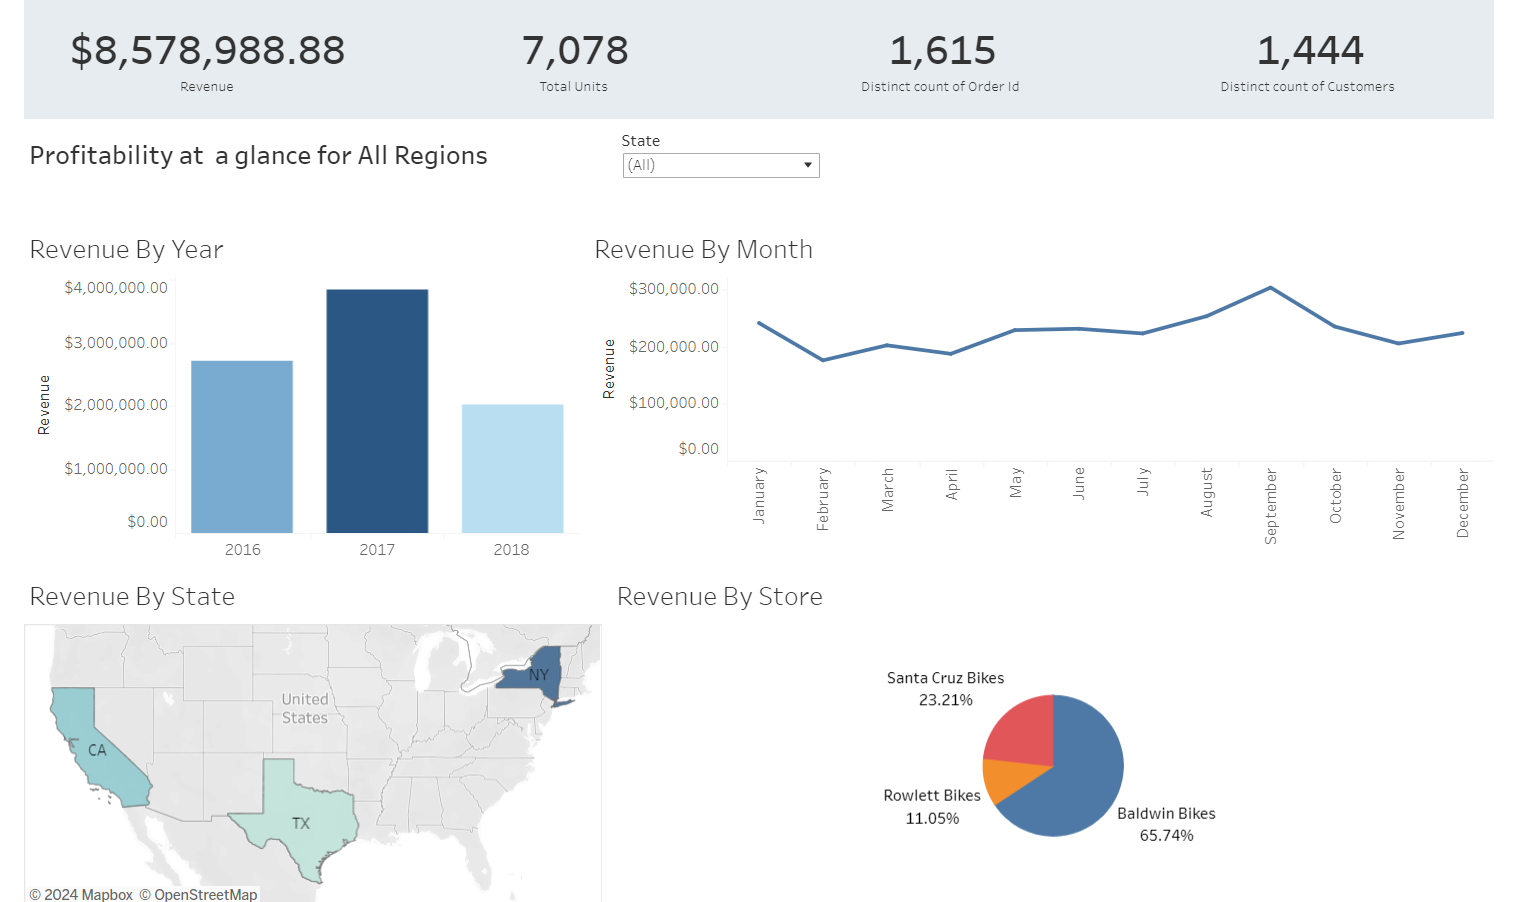 $8,578,988.88
Revenue
7,078
Total Units
1,615
Distinct count of Order Id
1,444
Distinct count of Customers
Profitability at  a glance for All Regions
State
(All)
Revenue By Year
Revenue
$4,000,000.00
$3,000,000.00
$2,000,000.00
$1,000,000.00
$0.00
2016
2017
2018
Revenue By Month
Revenue
$300,000.00
$200,000.00
$100,000.00
$0.00
January
February
March
April
May
June
July
August
September
October
November
December
Revenue By State
NY
United
States
CA
TX
© 2024 Mapbox © OpenStreetMap
Revenue By Store
Santa Cruz Bikes
23.21%
Rowlett Bikes
11.05%
Baldwin Bikes
65.74%